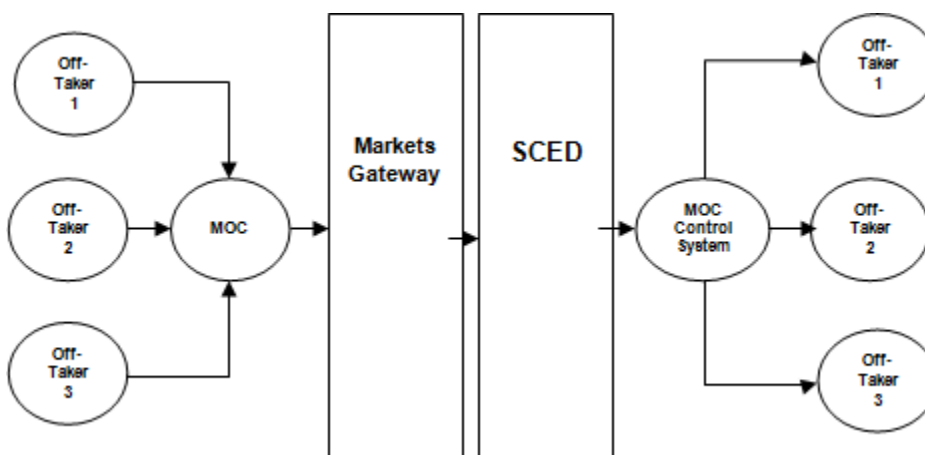 Off-
Taker
1
Off-
Taker
2
Off-
Taker
3
MOC
Markets
Gateway
SCED
MOC
Control
System
Off-
Taker
1
Off-
Taker
2
Off-
Taker
3